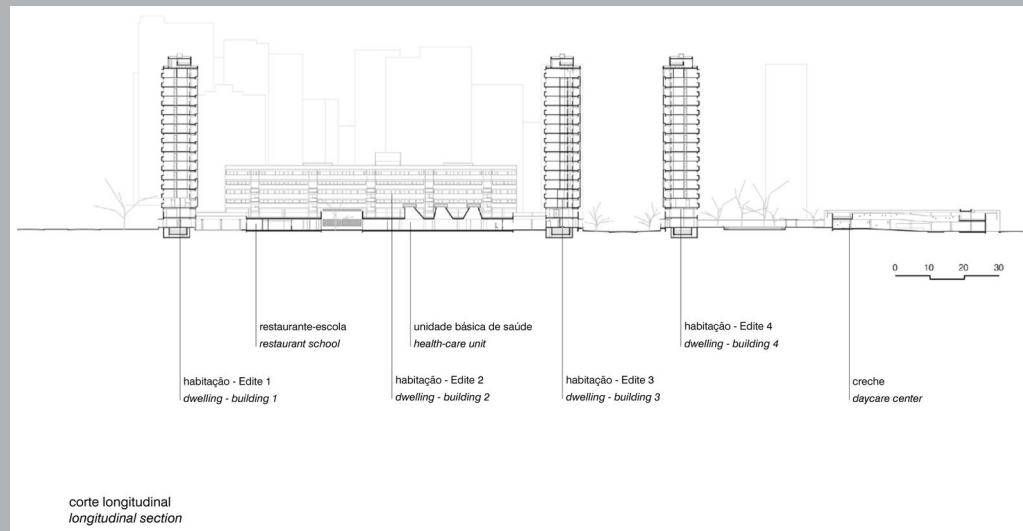 0 10 20 30
restaurante-escola
restaurant school
unidade básica de saúde
health-care unit
habitação - Edite 4
dwelling - building 4
habitação - Edite 1
dwelling - building 1
habitação - Edite 2
dwelling - building 2
habitação - Edite 3
dwelling - building 3
creche
daycare center
corte longitudinal
longitudinal section